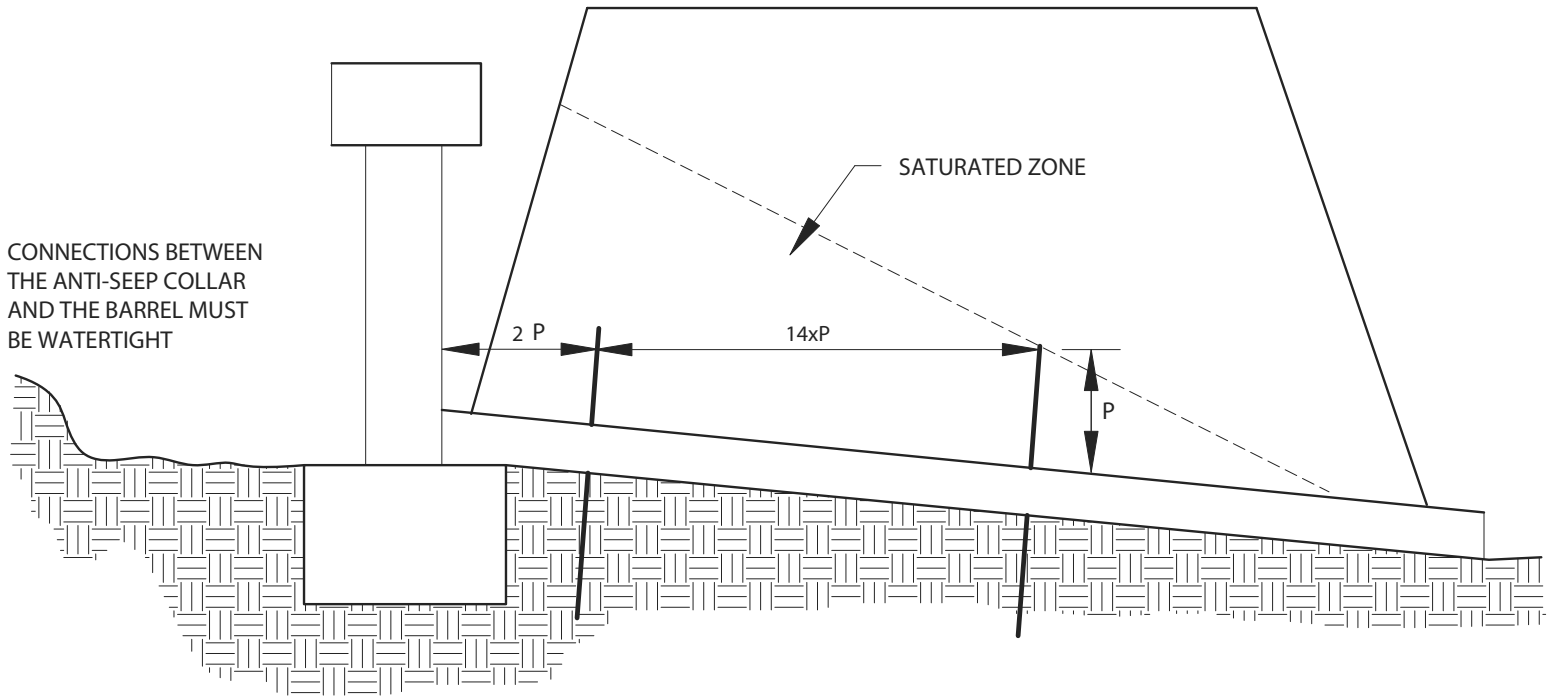 SATURATED ZONE
CONNECTIONS BETWEEN
THE ANTI-SEEP COLLAR
AND THE BARREL MUST
BE WATERTIGHT
2 P
14xP
P